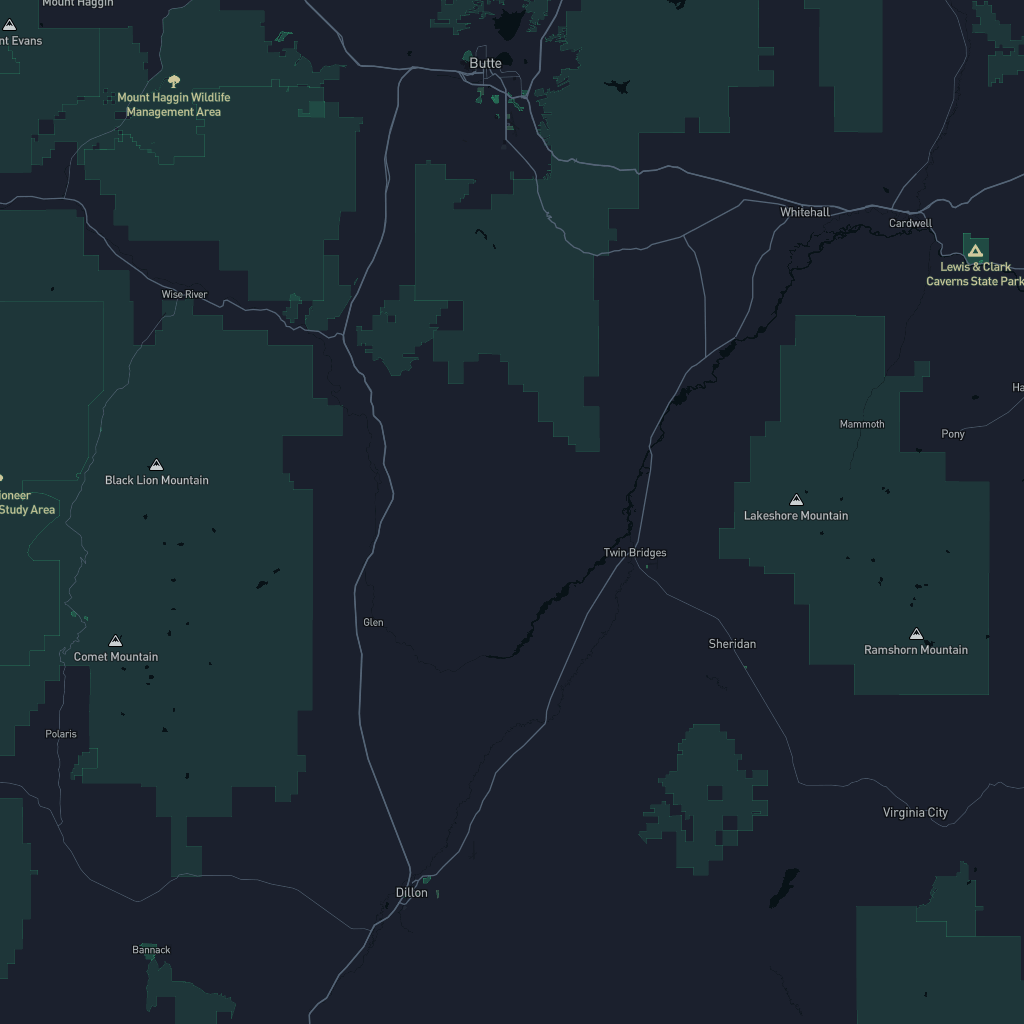 Mount Haggin
nt Evans
Butte
Mount Haggin Wildlife
Management Area
Whitehall
Cardwell
Lewis & Clark
Caverns State Park
Wise River
Ha
Mammoth
Pony
Black Lion Mountain
ioneer
Study Area
Lakeshore Mountain
Twin Bridges
Glen
Sheridan
Ramshorn Mountain
Comet Mountain
Polaris
Virginia City
Dillon
Bannack